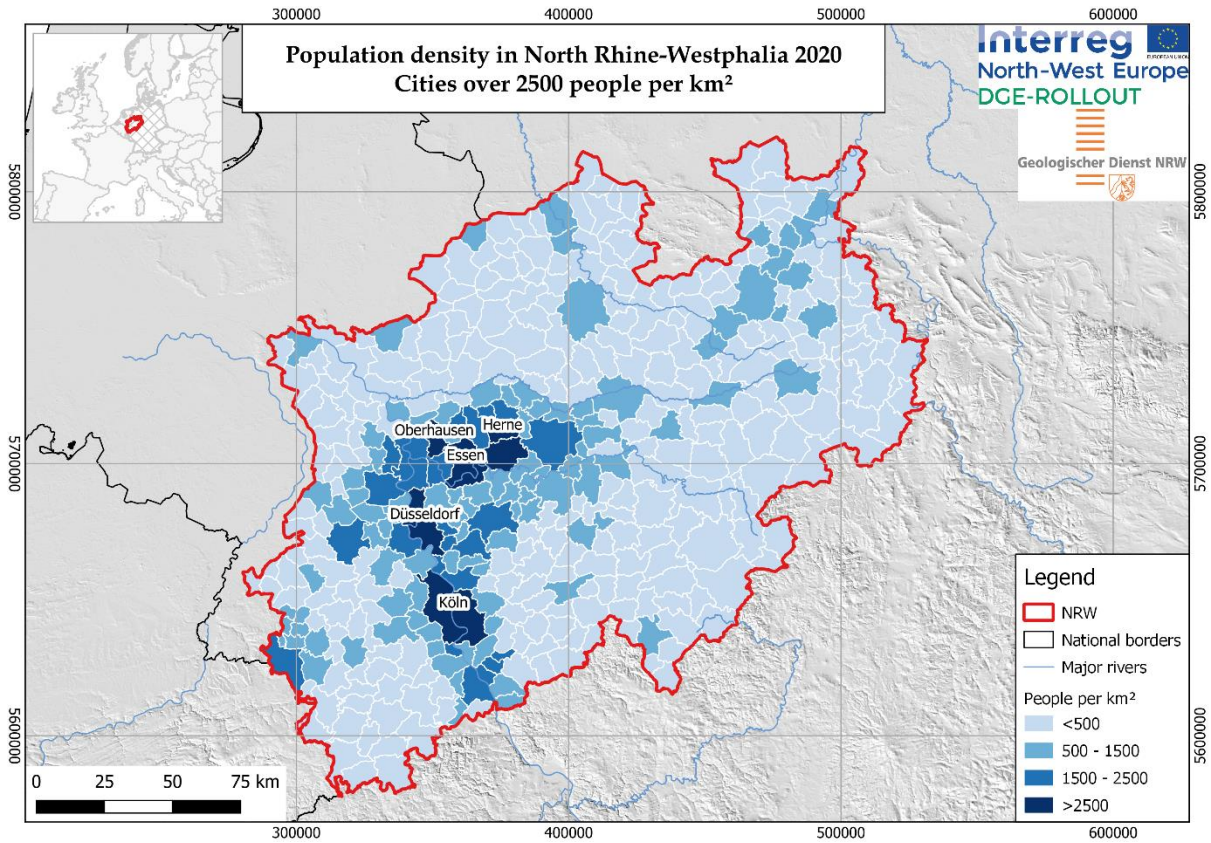 300000
400000
500000
600000
Population density in North Rhine-Westphalia 2020
Cities over 2500 people per km²
Interreg
EUROPEAN UNION
North-West Europe
DGE-ROLLOUT
Geologischer Dienst NRW
5800000
5800000
Oberhausen
Herne
Essen
5700000
5700000
Düsseldorf
Köln
Legend
NRW
National borders
Major rivers
People per km²
<500
500 - 1500
1500 - 2500
>2500
5600000
5600000
0 25 50 75 km
300000
400000
500000
600000